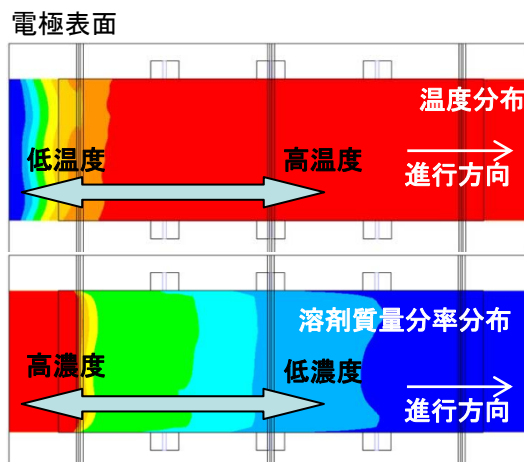 電極表面
温度分布
低温度
高温度
進行方向
溶剤質量分率分布
高濃度
低濃度
進行方向